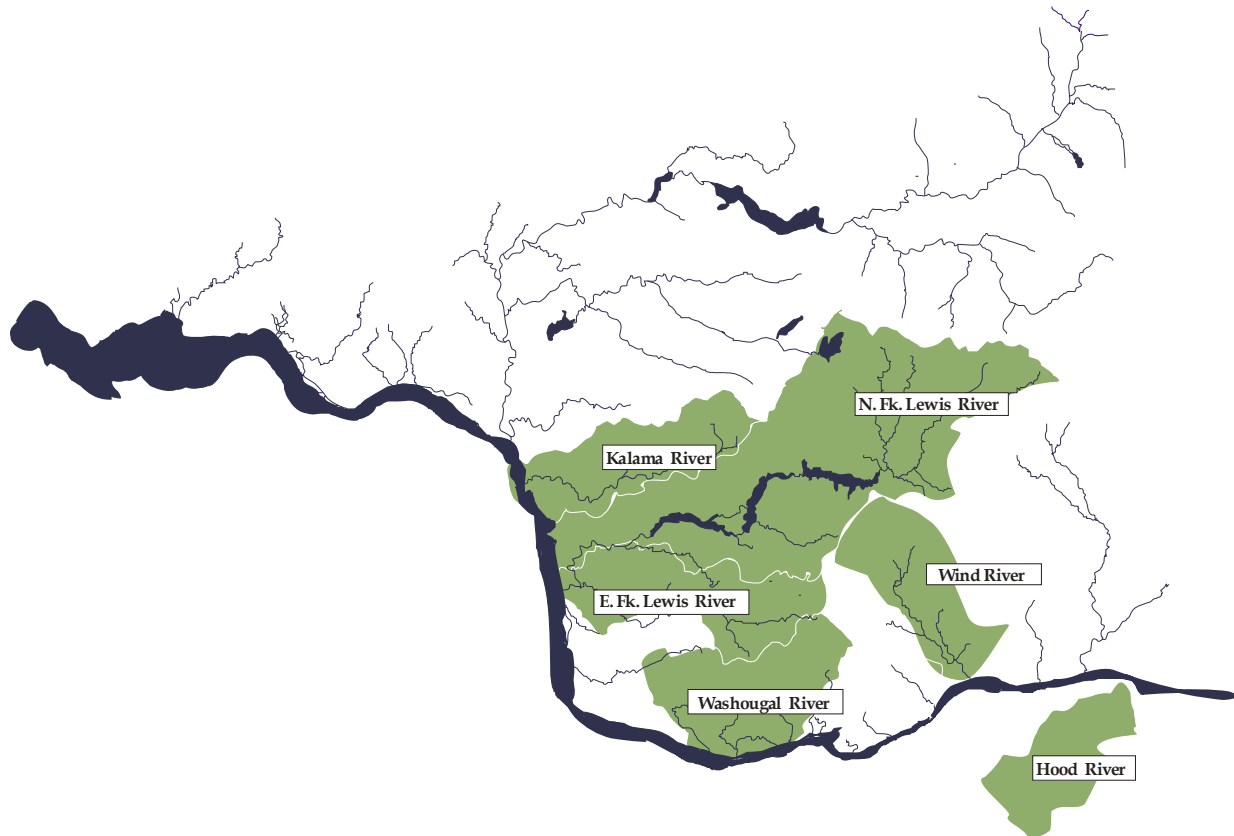 N. Fk. Lewis River
Kalama River
Wind River
E. Fk. Lewis River
Washougal River
Hood River